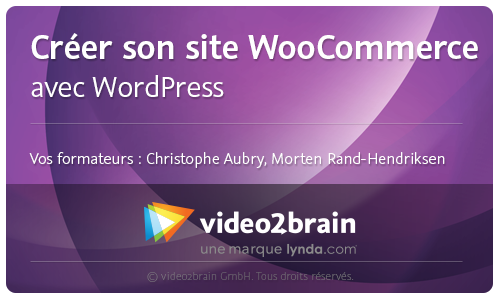 Créer son site WooCommerce
avec WordPress
Vos formateurs : Christophe Aubry, Morten Rand-Hendriksen
video2brain
une marque lynda.com
© video2brain GmbH. Tous droits réservés.